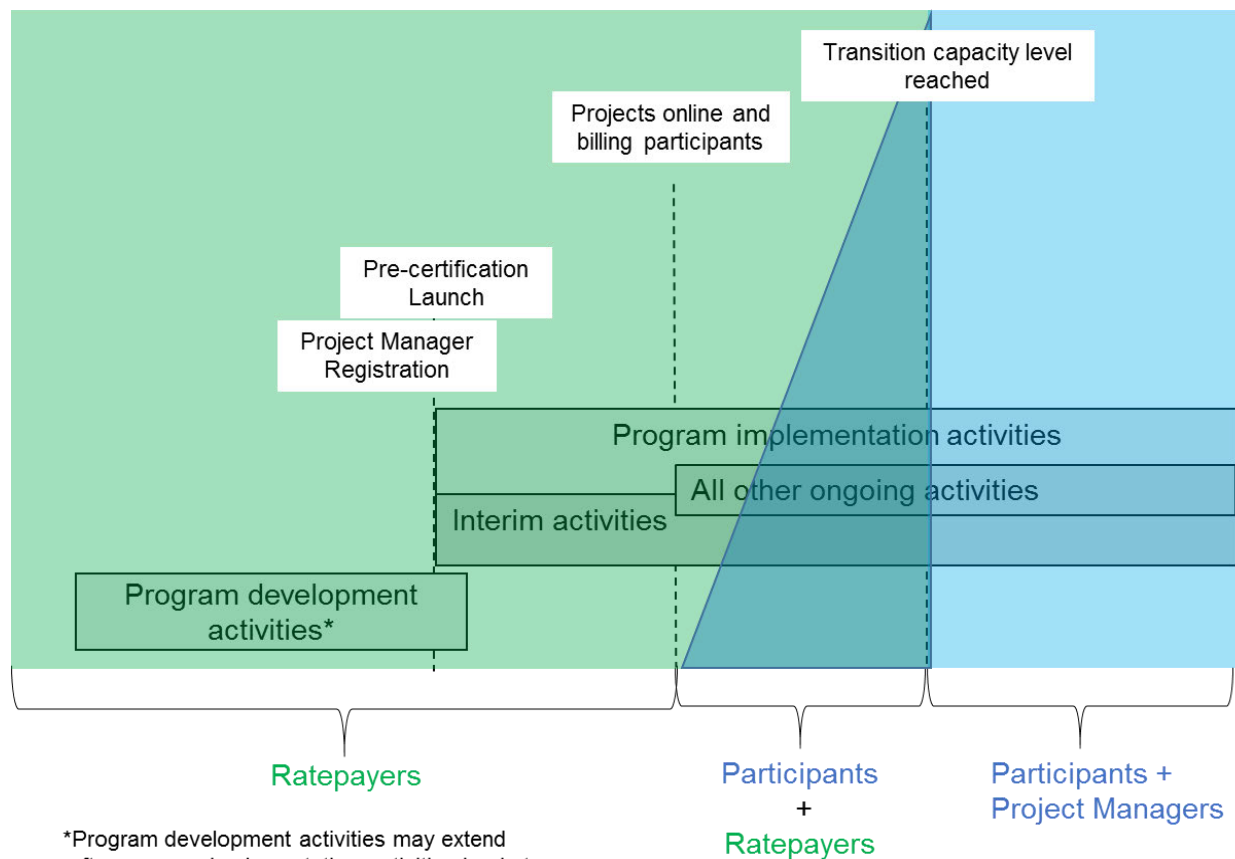 Transition capacity level
reached
Projects online and
billing participants
Pre-certification
Launch
Project Manager
Registration
Program implementation activities
All other ongoing activities
Interim activities
Program development
activities*
Ratepayers
Participants
+
Ratepayers
Participants +
Project Managers
*Program development activities may extend